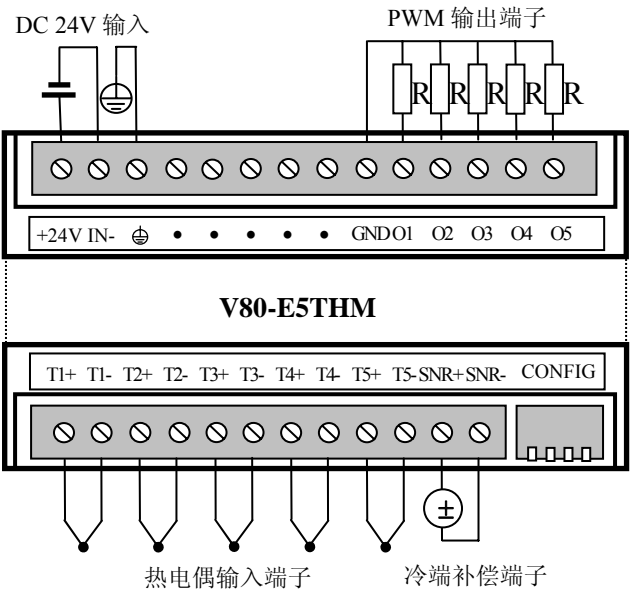 DC 24V 输入
PWM 输出端子
R R R R R
+24V IN- • • • • • GND O1 O2 O3 O4 O5
V80-E5THM
T1+ T1- T2+ T2- T3+ T3- T4+ T4- T5+ T5- SNR+ SNR- CONFIG
±
热电偶输入端子
冷端补偿端子